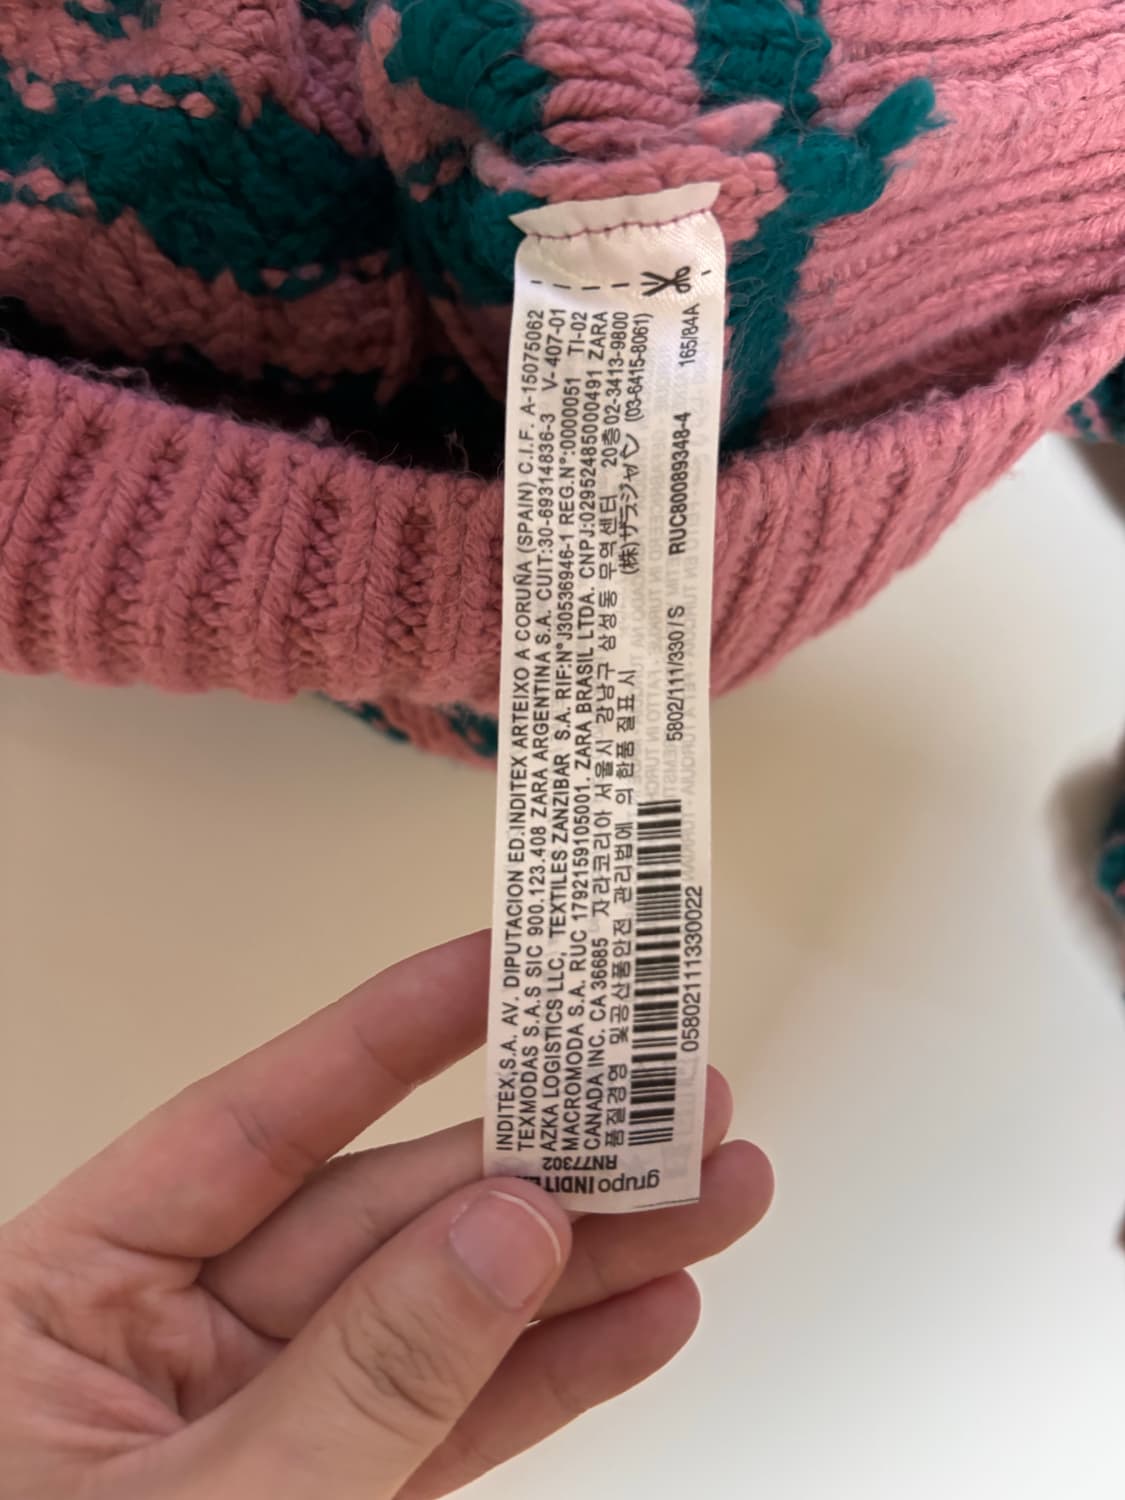 INDITEX,S.A. AV. DIPUTACION ED.INDITEX ARTEIXO A CORUÑA (SPAIN) C.I.F. A-15075062
TEXMODAS S.A.S SIC 900.123.408 ZARA ARGENTINA S.A. CUIT:30-69314836-3 V-407-01
AZKA LOGISTICS LLC, TEXTILES ZANZIBAR S.A. RIF:Nº J30536946-1 REG.Nº:0000051 TI-02
MACROMODA S.A. RUC 1792159105001. ZARA BRASIL LTDA. CNPJ:02952485000491 ZARA
CANADA INC. CA 36685 자라코리아 서울시 강남구 삼성동 무역센터 20층02-3413-9800
품질경영 및공산품안전 관리법에 의한품질표시 (株)ザラジャパン (03-6415-8061)
5802/111/330 / S RUC80089348-4 165/84A
05802111330022
RN77302
grupo